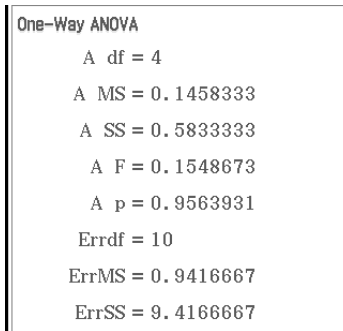 One-Way ANOVA
A df = 4
A MS = 0.1458333
A SS = 0.5833333
A F = 0.1548673
A p = 0.9563931
Errdf = 10
ErrMS = 0.9416667
ErrSS = 9.4166667